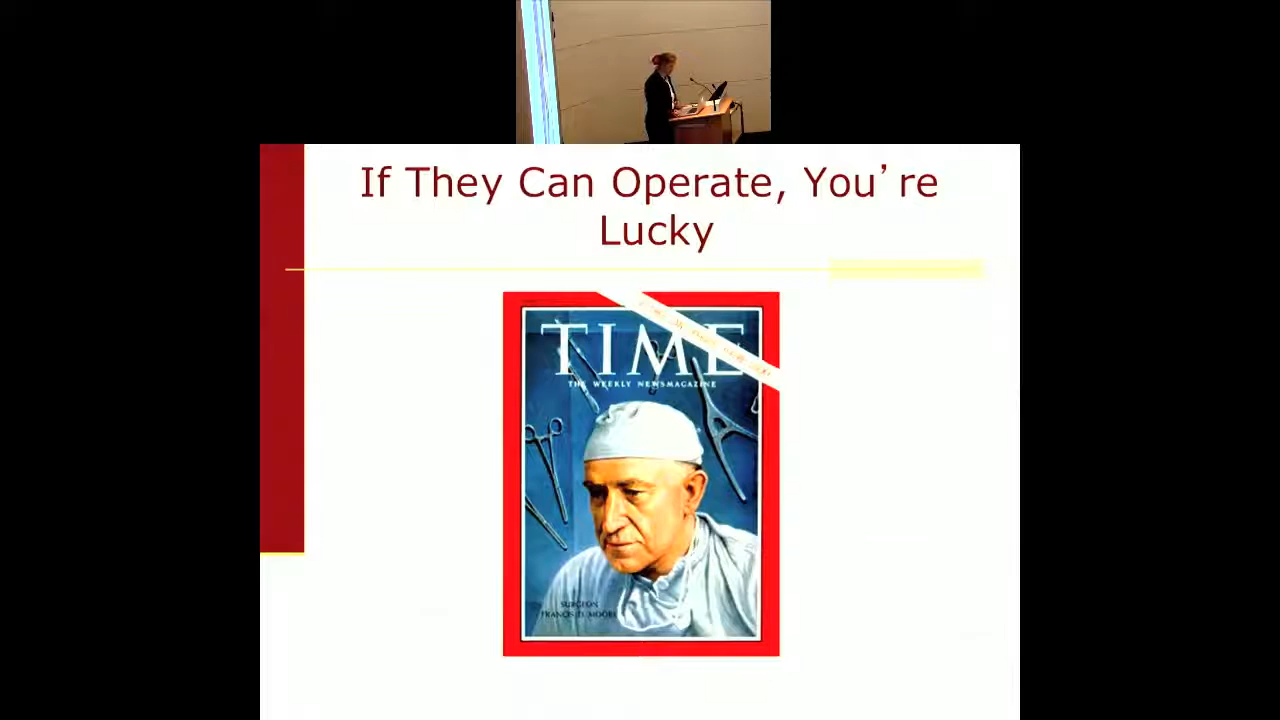 If They Can Operate, You’re
Lucky
TIME
THE WEEKLY NEWSMAGAZINE
SURGEON
FRANCIS D. MOORE